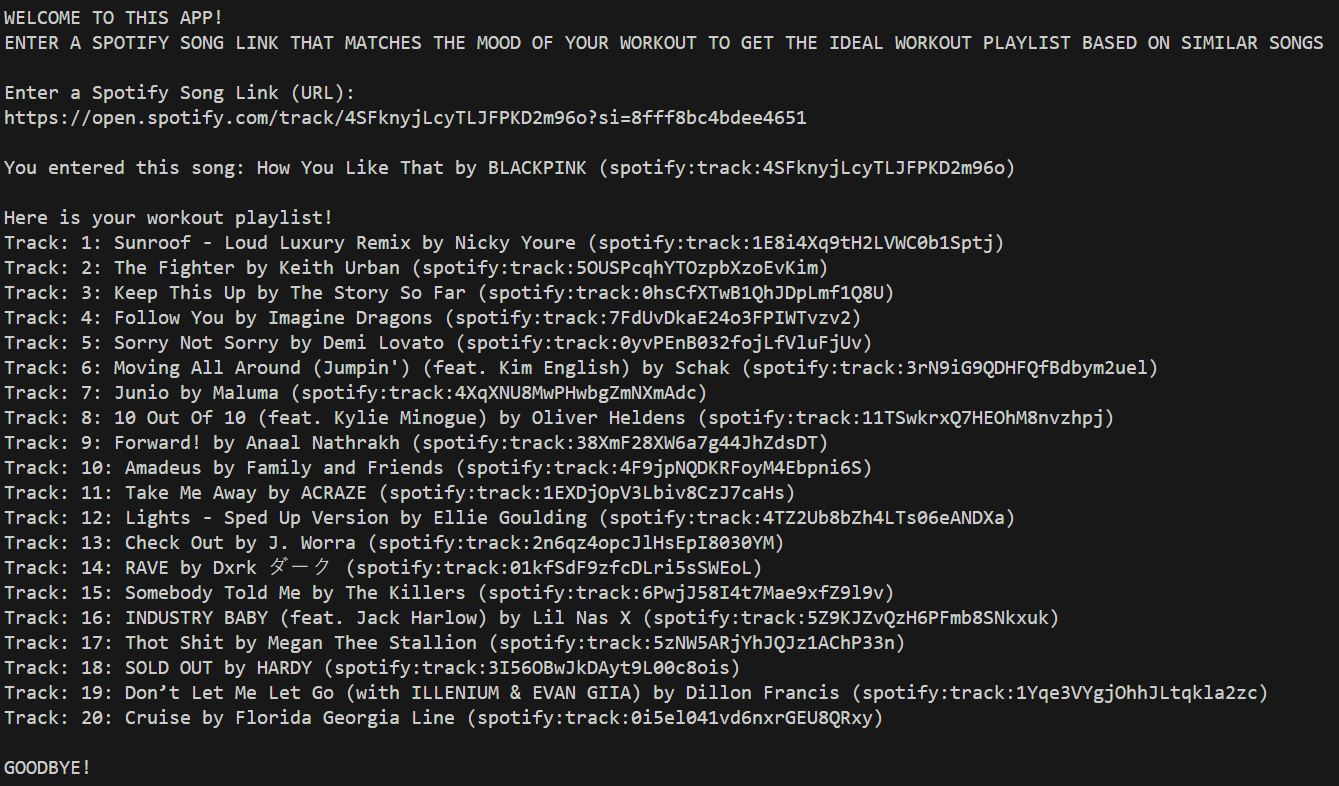 WELCOME TO THIS APP!
ENTER A SPOTIFY SONG LINK THAT MATCHES THE MOOD OF YOUR WORKOUT TO GET THE IDEAL WORKOUT PLAYLIST BASED ON SIMILAR SONGS
Enter a Spotify Song Link (URL):
https://open.spotify.com/track/4SFknyjLcyTLJFPKD2m96o?si=8fff8bc4bdee4651
You entered this song: How You Like That by BLACKPINK (spotify:track:4SFknyjLcyTLJFPKD2m96o)
Here is your workout playlist!
Track: 1: Sunroof - Loud Luxury Remix by Nicky Youre (spotify:track:1E8i4Xq9tH2LVWC0b1Sptj)
Track: 2: The Fighter by Keith Urban (spotify:track:5OUSPcqhYTOzpbXzoEvKim)
Track: 3: Keep This Up by The Story So Far (spotify:track:0hsCfXTwB1QhJDpLmf1Q8U)
Track: 4: Follow You by Imagine Dragons (spotify:track:7FdUvDkaE24o3FPIWTvzv2)
Track: 5: Sorry Not Sorry by Demi Lovato (spotify:track:0yvPEnB032fojLfVluFjUv)
Track: 6: Moving All Around (Jumpin') (feat. Kim English) by Schak (spotify:track:3rN9iG9QDHFQfBdbym2uel)
Track: 7: Junio by Maluma (spotify:track:4XqXNU8MwPHwbgZmNXmAdc)
Track: 8: 10 Out Of 10 (feat. Kylie Minogue) by Oliver Heldens (spotify:track:11TSwkrxQ7HEOhM8nvzhpj)
Track: 9: Forward! by Anaal Nathrakh (spotify:track:38XmF28XW6a7g44JhZdsDT)
Track: 10: Amadeus by Family and Friends (spotify:track:4F9jpNQDKRFoyM4Ebpni6S)
Track: 11: Take Me Away by ACRAZE (spotify:track:1EXDjOpV3Lbiv8CzJ7caHs)
Track: 12: Lights - Sped Up Version by Ellie Goulding (spotify:track:4TZ2Ub8bZh4LTs06eANDXa)
Track: 13: Check Out by J. Worra (spotify:track:2n6qz4opcJlHsEpI8030YM)
Track: 14: RAVE by Dxrk ダーク (spotify:track:01kfSdF9zfcDLri5sSWEoL)
Track: 15: Somebody Told Me by The Killers (spotify:track:6PwjJ58I4t7Mae9xfZ9l9v)
Track: 16: INDUSTRY BABY (feat. Jack Harlow) by Lil Nas X (spotify:track:5Z9KJZvQzH6PFmb8SNkxuk)
Track: 17: Thot Shit by Megan Thee Stallion (spotify:track:5zNW5ARjYhJQJz1AChP33n)
Track: 18: SOLD OUT by HARDY (spotify:track:3I56OBwJkDAyt9L00c8ois)
Track: 19: Don’t Let Me Let Go (with ILLENIUM & EVAN GIIA) by Dillon Francis (spotify:track:1Yqe3VYgjOhhJLtqkla2zc)
Track: 20: Cruise by Florida Georgia Line (spotify:track:0i5el041vd6nxrGEU8QRxy)
GOODBYE!